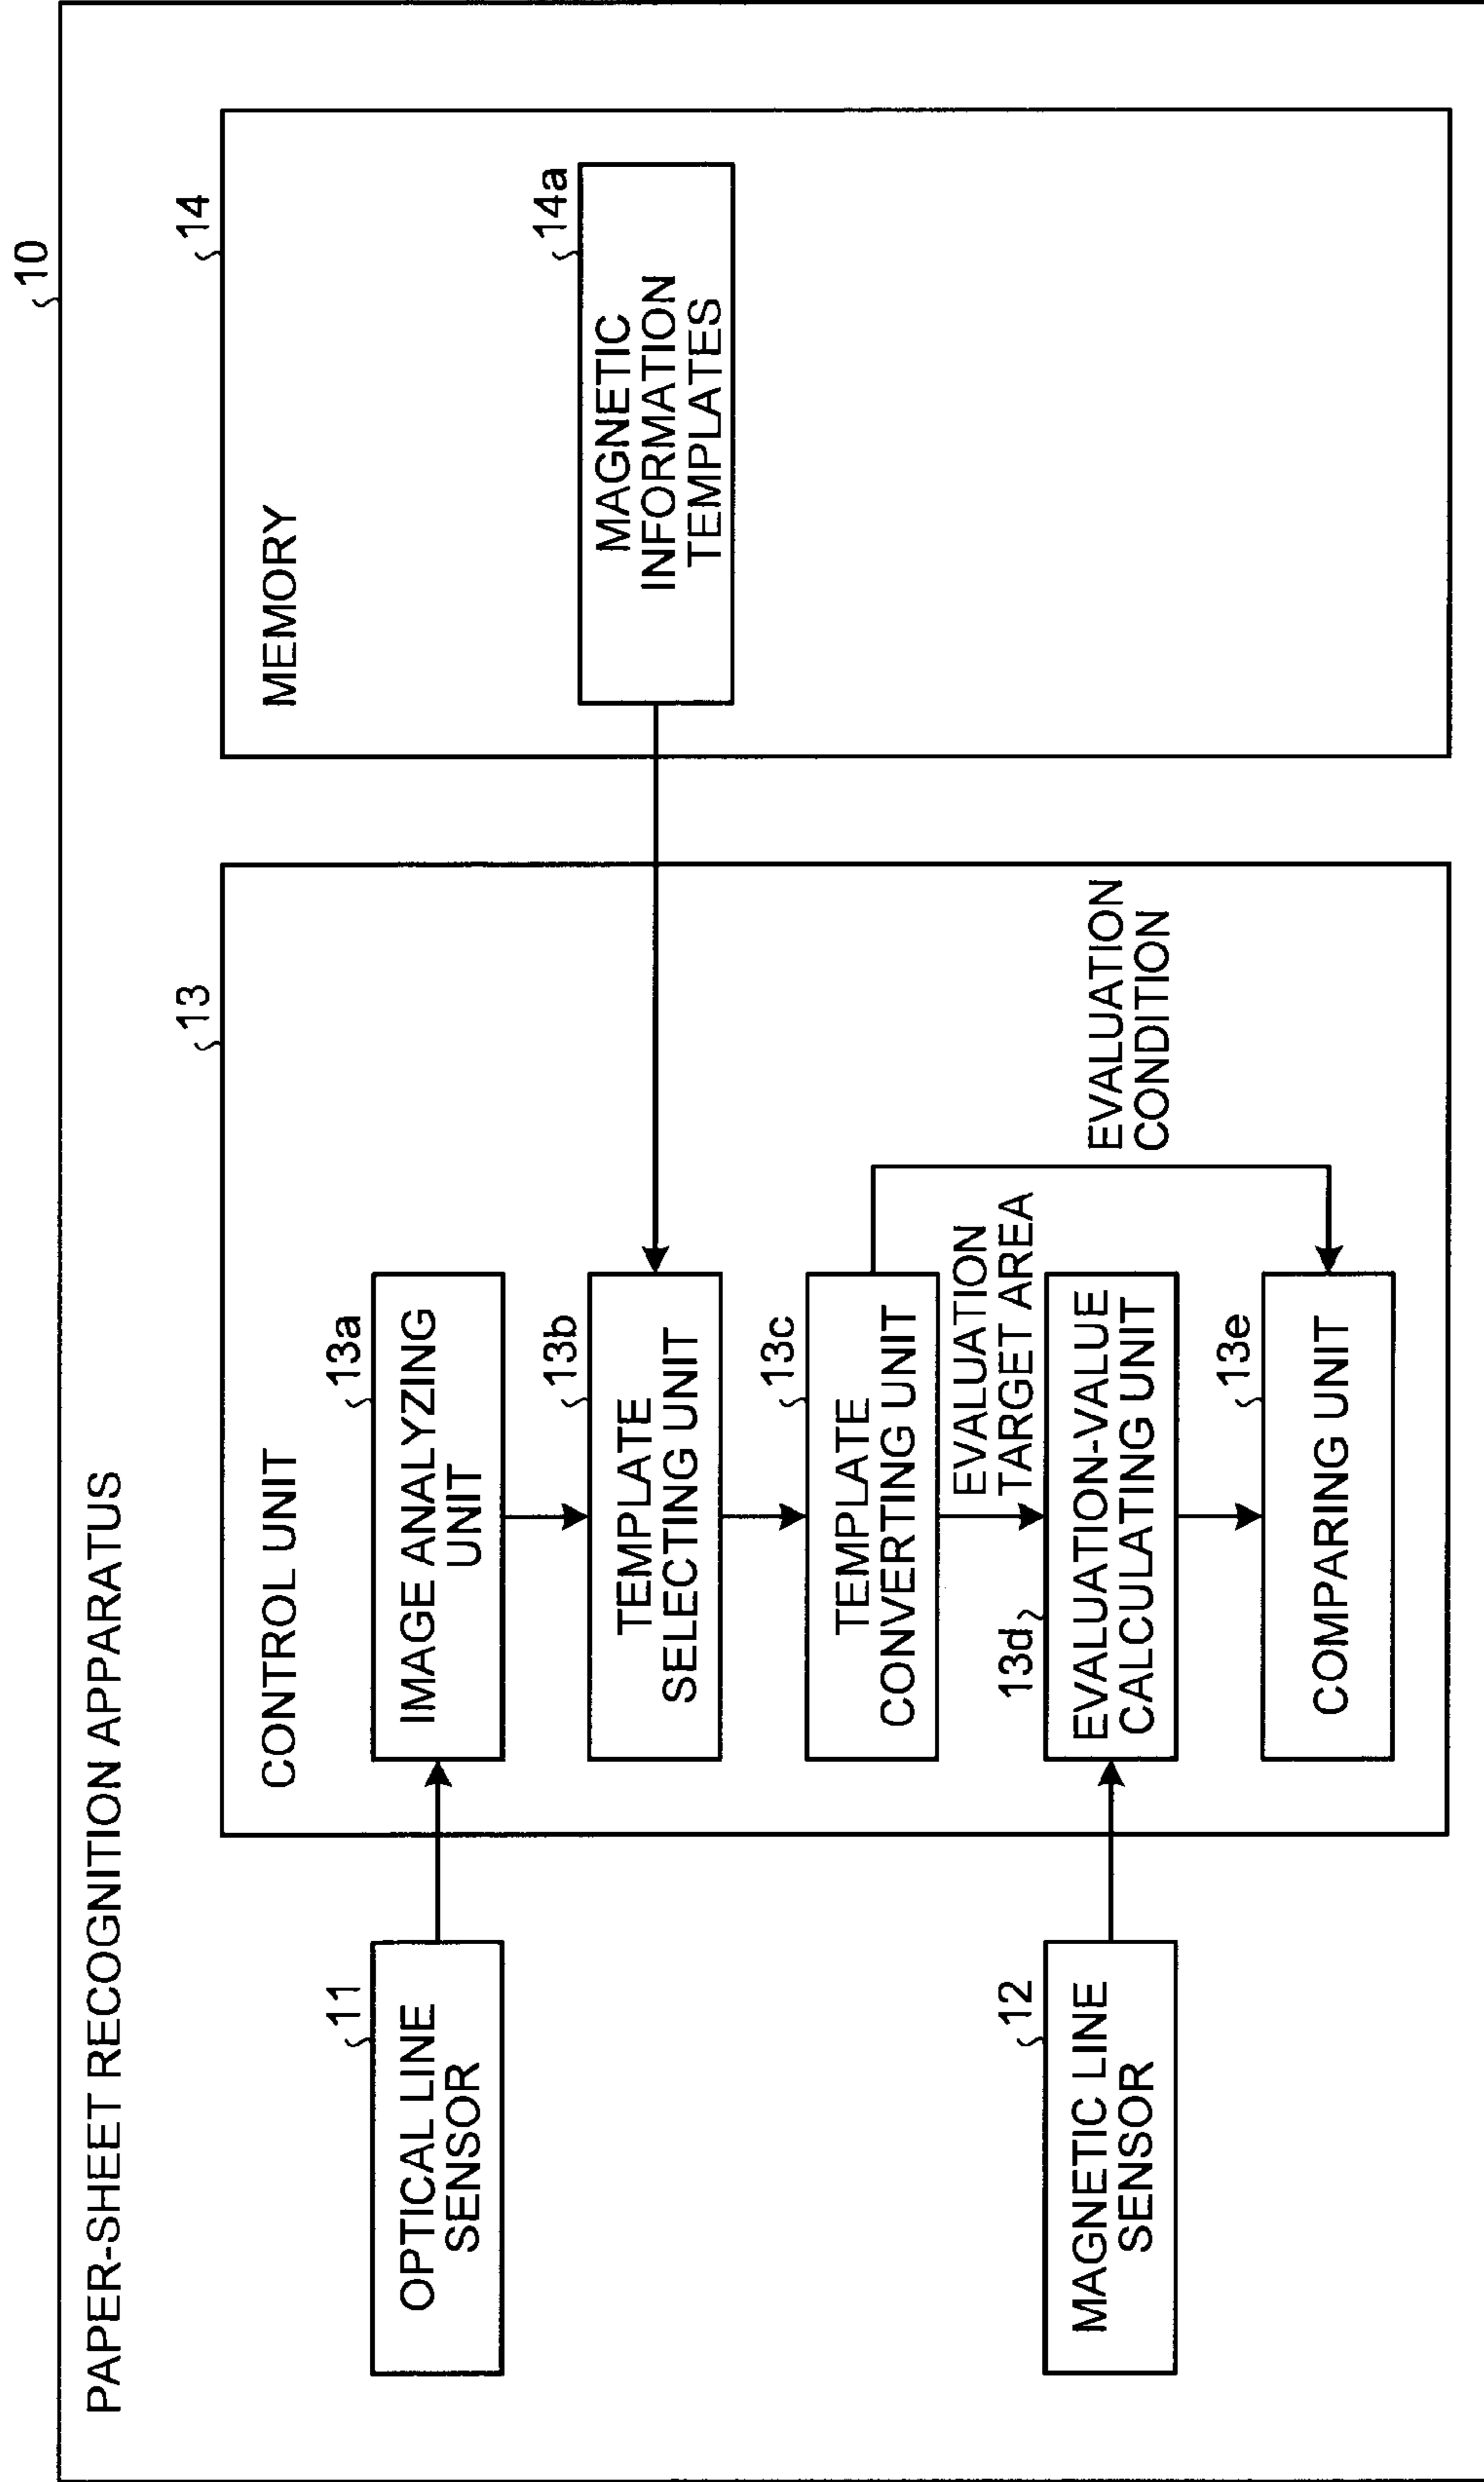 10
PAPER-SHEET RECOGNITION APPARATUS
11
OPTICAL LINE
SENSOR
12
MAGNETIC LINE
SENSOR
13
CONTROL UNIT
13a
IMAGE ANALYZING
UNIT
13b
TEMPLATE
SELECTING UNIT
13c
TEMPLATE
CONVERTING UNIT
EVALUATION
TARGET AREA
EVALUATION
CONDITION
13d
EVALUATION-VALUE
CALCULATING UNIT
13e
COMPARING UNIT
14
MEMORY
14a
MAGNETIC
INFORMATION
TEMPLATES